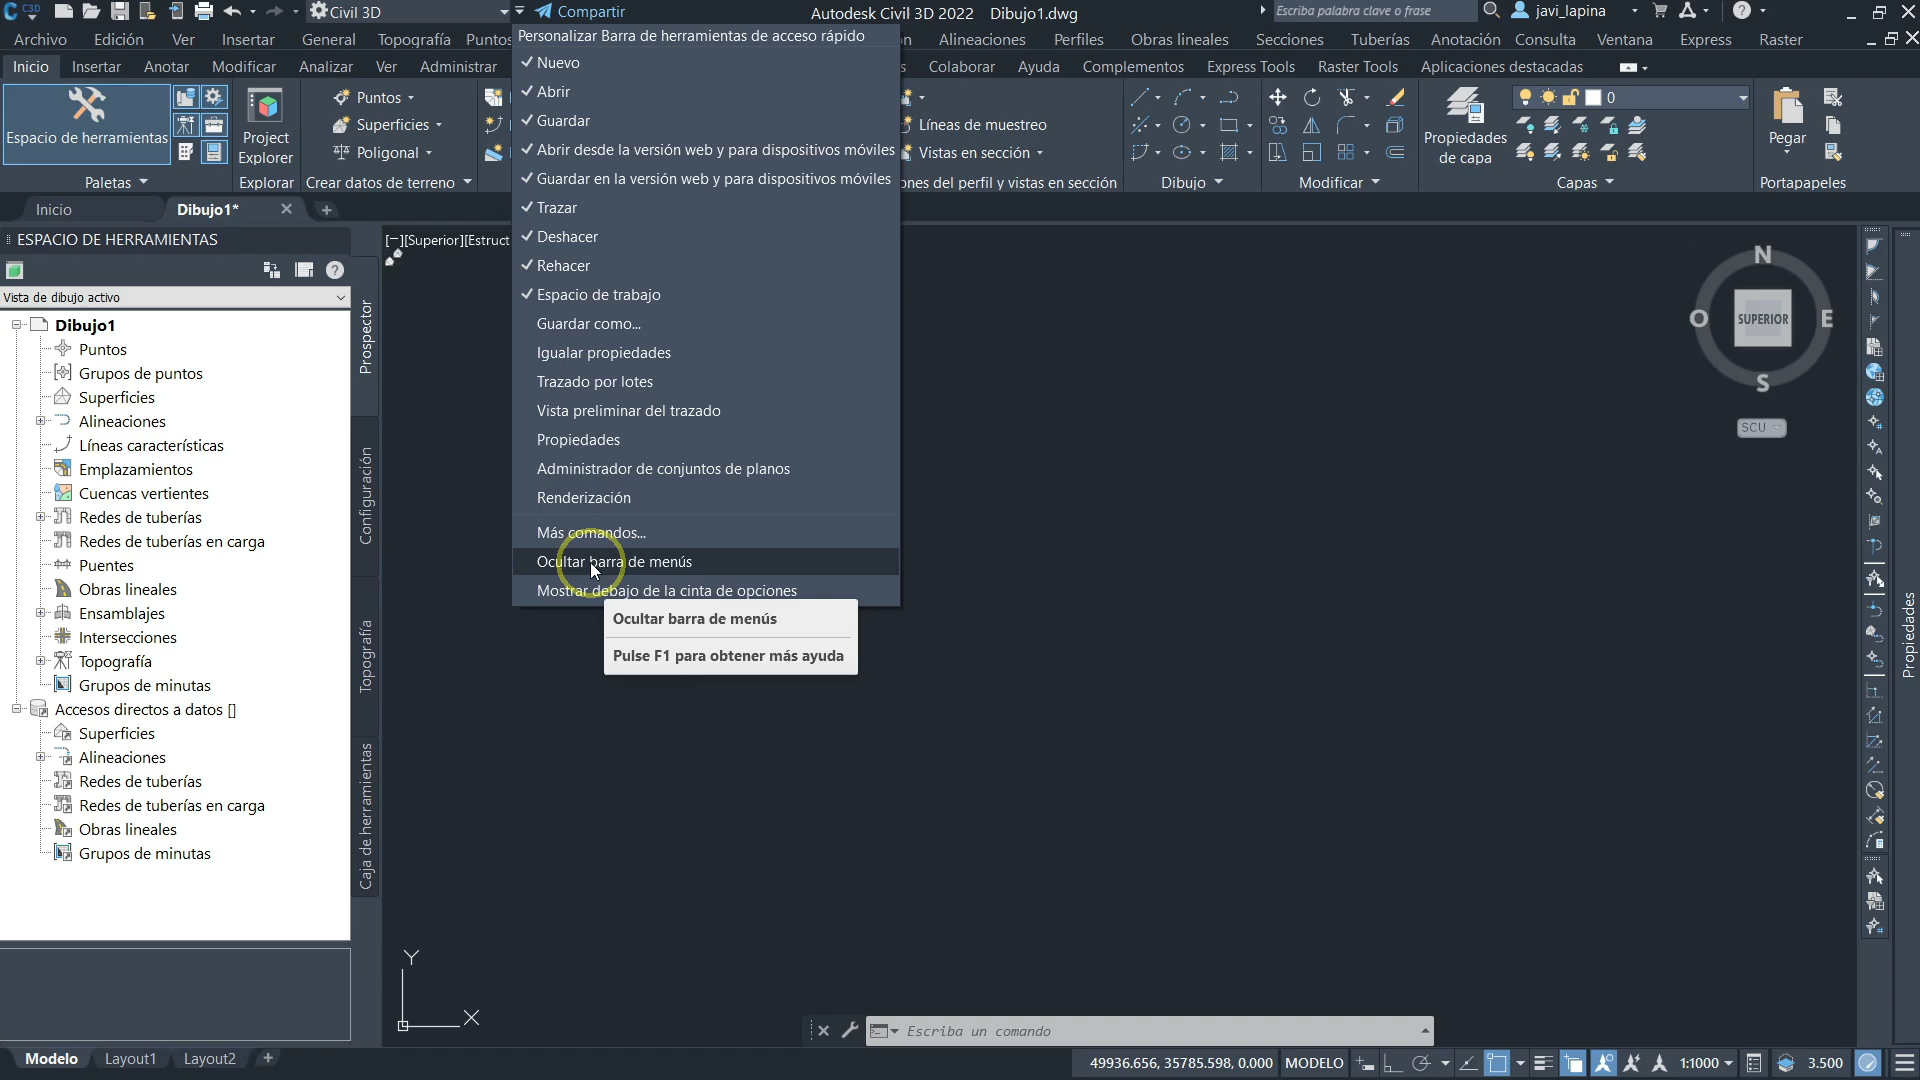 C3D Civil 3D Compartir Autodesk Civil 3D 2022 Dibujo1.dwg Escriba palabra clave o frase javi_lapina
Archivo Edición Ver Insertar General Topografía Puntos Alineaciones Perfiles Obras lineales Secciones Tuberías Anotación Consulta Ventana Express Raster
Inicio Insertar Anotar Modificar Analizar Ver Administrar Colaborar Ayuda Complementos Express Tools Raster Tools Aplicaciones destacadas
Espacio de herramientas
Paletas
Project
Explorer
Explorar
Puntos
Superficies
Poligonal
Crear datos de terreno
Líneas de muestreo
Vistas en sección
ones del perfil y vistas en sección
Dibujo
Modificar
Propiedades
de capa
0
Capas
Pegar
Portapapeles
Personalizar Barra de herramientas de acceso rápido
Nuevo
Abrir
Guardar
Abrir desde la versión web y para dispositivos móviles
Guardar en la versión web y para dispositivos móviles
Trazar
Deshacer
Rehacer
Espacio de trabajo
Guardar como...
Igualar propiedades
Trazado por lotes
Vista preliminar del trazado
Propiedades
Administrador de conjuntos de planos
Renderización
Más comandos...
Ocultar barra de menús
Mostrar debajo de la cinta de opciones
Ocultar barra de menús
Pulse F1 para obtener más ayuda
Inicio Dibujo1*
ESPACIO DE HERRAMIENTAS
Vista de dibujo activo
Dibujo1
Puntos
Grupos de puntos
Superficies
Alineaciones
Líneas características
Emplazamientos
Cuencas vertientes
Redes de tuberías
Redes de tuberías en carga
Puentes
Obras lineales
Ensamblajes
Intersecciones
Topografía
Grupos de minutas
Accesos directos a datos []
Superficies
Alineaciones
Redes de tuberías
Redes de tuberías en carga
Obras lineales
Grupos de minutas
Prospector
Configuración
Topografía
Caja de herramientas
[−][Superior][Estruct
N
O SUPERIOR E
S
SCU
Propiedades
Y
X
Escriba un comando
Modelo Layout1 Layout2
49936.656, 35785.598, 0.000 MODELO 1:1000 3.500